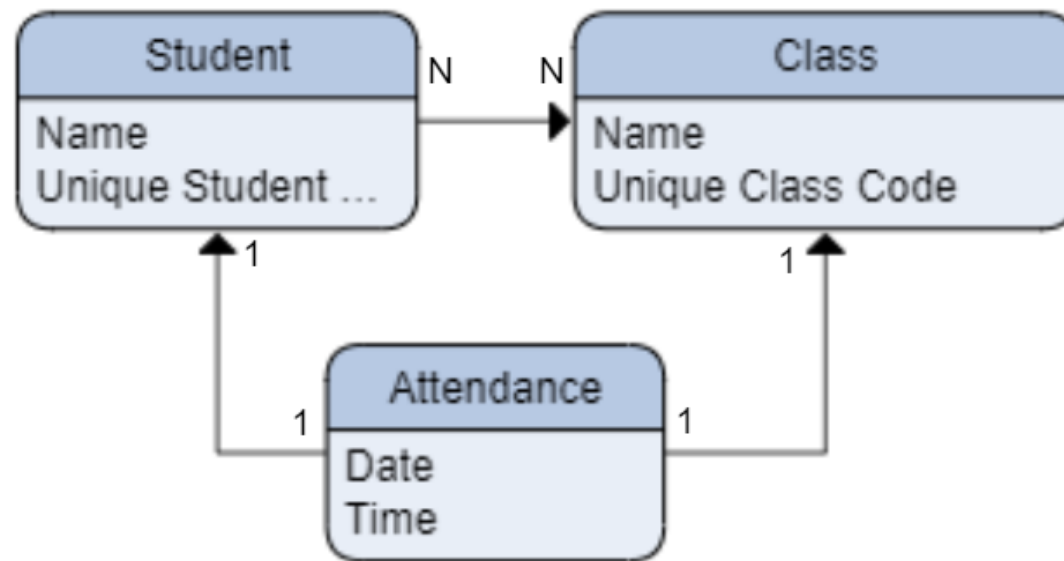 Student
N
N
Class
Name
Unique Student ...
Name
Unique Class Code
1
1
Attendance
1
1
Date
Time